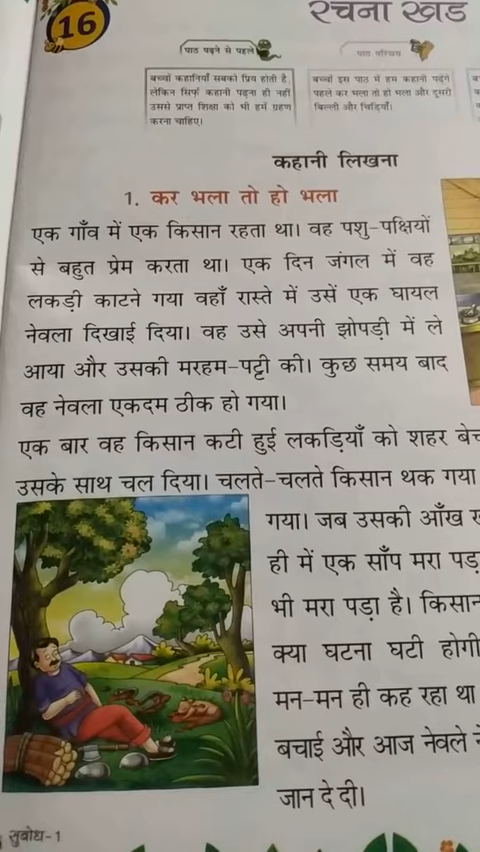 16
रचना खंड
पाठ पढ़ने से पहले
बच्चों कहानियाँ सबको प्रिय होती है,
लेकिन सिर्फ कहानी पढ़ना ही नहीं
उससे प्राप्त शिक्षा को भी हमें ग्रहण
करना चाहिए।
पाठ परिचय
बच्चों इस पाठ में हम कहानी पढ़ेंगे
पहले कर भला तो हो भला और दूसरी
बिल्ली और चिड़ियाँ।
कहानी लिखना
1. कर भला तो हो भला
एक गाँव में एक किसान रहता था। वह पशु-पक्षियों
से बहुत प्रेम करता था। एक दिन जंगल में वह
लकड़ी काटने गया वहाँ रास्ते में उसें एक घायल
नेवला दिखाई दिया। वह उसे अपनी झोपड़ी में ले
आया और उसकी मरहम-पट्टी की। कुछ समय बाद
वह नेवला एकदम ठीक हो गया।
एक बार वह किसान कटी हुई लकड़ियाँ को शहर
उसके साथ चल दिया। चलते-चलते किसान थक गया
गया। जब उसकी आँख
ही में एक साँप मरा
भी मरा पड़ा है। किसान
क्या घटना घटी होगी
मन-मन ही कह रहा था
बचाई और आज नेवले
जान दे दी।
सुबोध-1